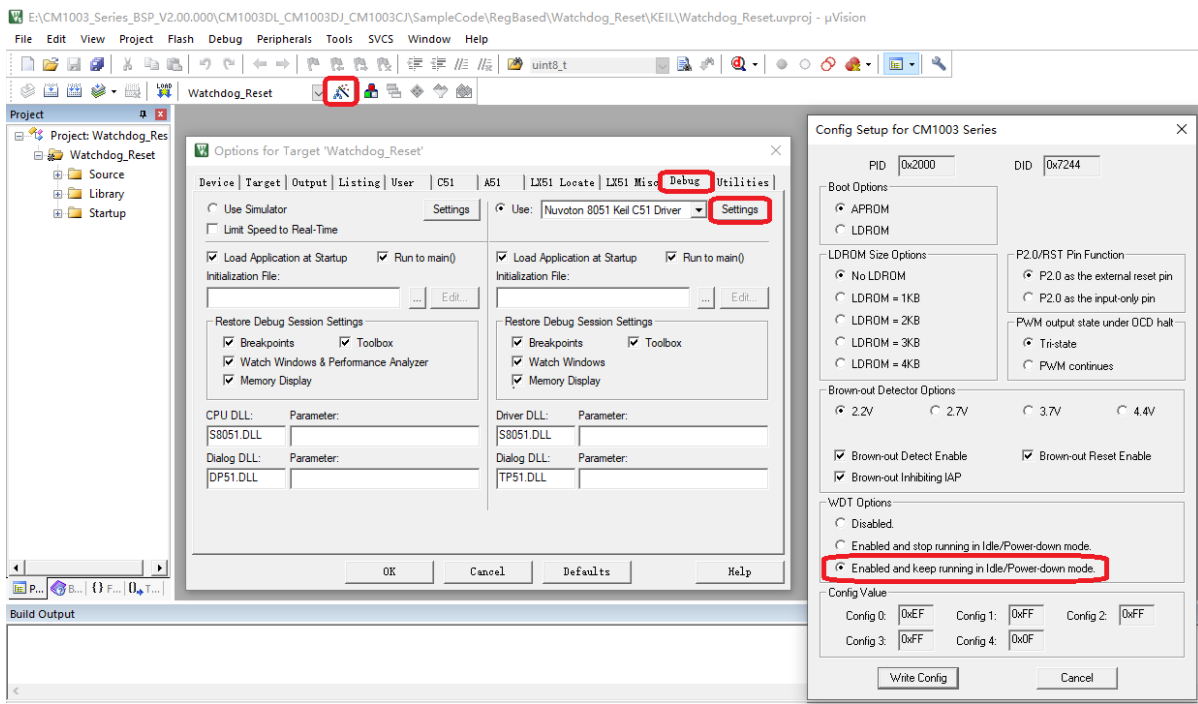 E:\CM1003_Series_BSP_V2.00.000\CM1003DL_CM1003DJ_CM1003CJ\SampleCode\RegBased\Watchdog_Reset\KEIL\Watchdog_Reset.uvproj - µVision
File Edit View Project Flash Debug Peripherals Tools SVCS Window Help
uint8_t
LOAD Watchdog_Reset
Project
Project: Watchdog_Res
Watchdog_Reset
Source
Library
Startup
P... B... {} F... T...
Options for Target 'Watchdog_Reset'
Device Target Output Listing User C51 A51 LX51 Locate LX51 Misc Debug Utilities
Use Simulator Settings
Limit Speed to Real-Time
Load Application at Startup Run to main()
Initialization File:
... Edit...
Restore Debug Session Settings
Breakpoints Toolbox
Watch Windows & Performance Analyzer
Memory Display
CPU DLL: Parameter:
S8051.DLL
Dialog DLL: Parameter:
DP51.DLL
Use: Nuvoton 8051 Keil C51 Driver Settings
Load Application at Startup Run to main()
Initialization File:
... Edit...
Restore Debug Session Settings
Breakpoints Toolbox
Watch Windows
Memory Display
Driver DLL: Parameter:
S8051.DLL
Dialog DLL: Parameter:
TP51.DLL
OK Cancel Defaults Help
Config Setup for CM1003 Series
PID 0x2000 DID 0x7244
Boot Options
APROM
LDROM
LDROM Size Options
No LDROM
LDROM = 1KB
LDROM = 2KB
LDROM = 3KB
LDROM = 4KB
P2.0/RST Pin Function
P2.0 as the external reset pin
P2.0 as the input-only pin
PWM output state under OCD halt
Tri-state
PWM continues
Brown-out Detector Options
2.2V 2.7V 3.7V 4.4V
Brown-out Detect Enable Brown-out Reset Enable
Brown-out Inhibiting IAP
WDT Options
Disabled.
Enabled and stop running in Idle/Power-down mode.
Enabled and keep running in Idle/Power-down mode.
Config Value
Config 0: 0xEF Config 1: 0xFF Config 2: 0xFF
Config 3: 0xFF Config 4: 0x0F
Write Config Cancel
Build Output